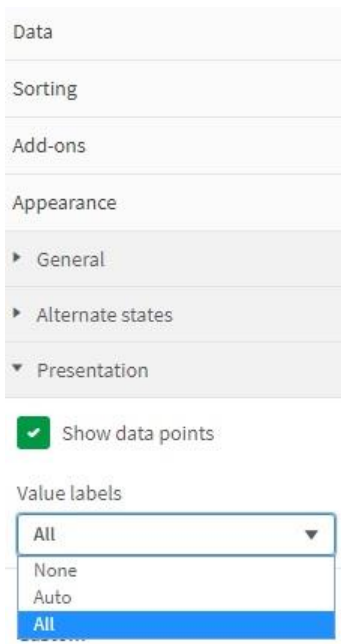 Data
Sorting
Add-ons
Appearance
General
Alternate states
Presentation
Show data points
Value labels
All
None
Auto
All